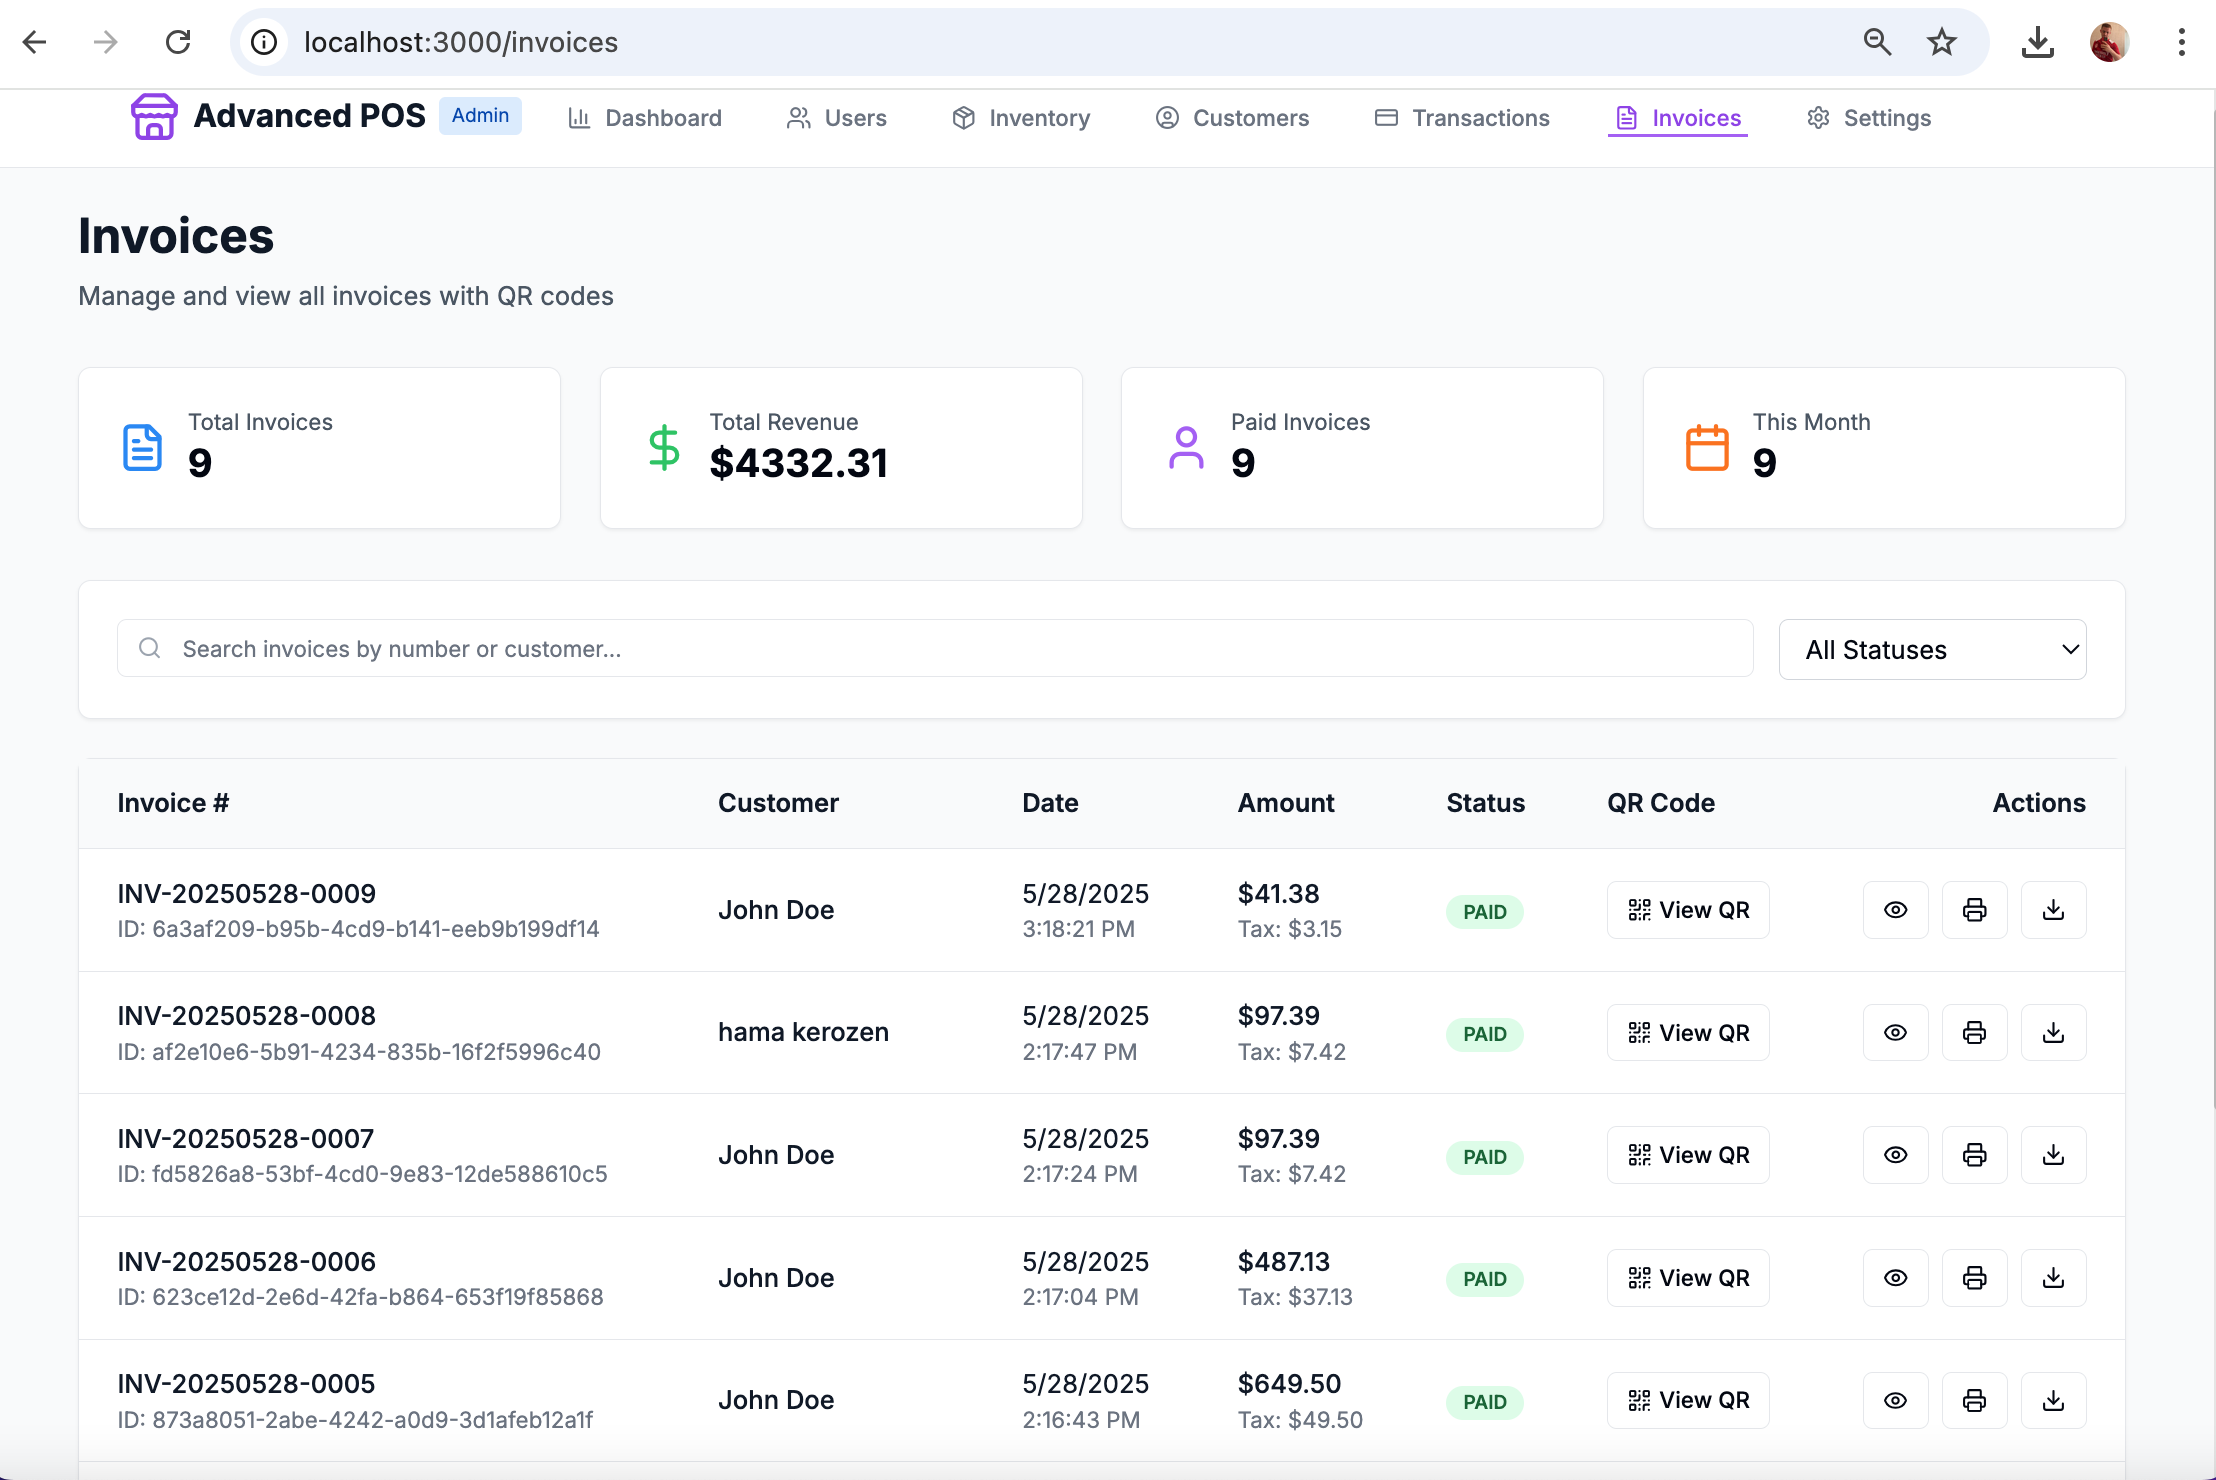 localhost:3000/invoices
Advanced POS Admin Dashboard Users Inventory Customers Transactions Invoices Settings
Invoices
Manage and view all invoices with QR codes
Total Invoices
9
Total Revenue
$4332.31
Paid Invoices
9
This Month
9
Search invoices by number or customer...
All Statuses
Invoice # Customer Date Amount Status QR Code Actions
INV-20250528-0009 John Doe 5/28/2025 $41.38 PAID View QR
ID: 6a3af209-b95b-4cd9-b141-eeb9b199df14 3:18:21 PM Tax: $3.15
INV-20250528-0008 hama kerozen 5/28/2025 $97.39 PAID View QR
ID: af2e10e6-5b91-4234-835b-16f2f5996c40 2:17:47 PM Tax: $7.42
INV-20250528-0007 John Doe 5/28/2025 $97.39 PAID View QR
ID: fd5826a8-53bf-4cd0-9e83-12de588610c5 2:17:24 PM Tax: $7.42
INV-20250528-0006 John Doe 5/28/2025 $487.13 PAID View QR
ID: 623ce12d-2e6d-42fa-b864-653f19f85868 2:17:04 PM Tax: $37.13
INV-20250528-0005 John Doe 5/28/2025 $649.50 PAID View QR
ID: 873a8051-2abe-4242-a0d9-3d1afeb12a1f 2:16:43 PM Tax: $49.50